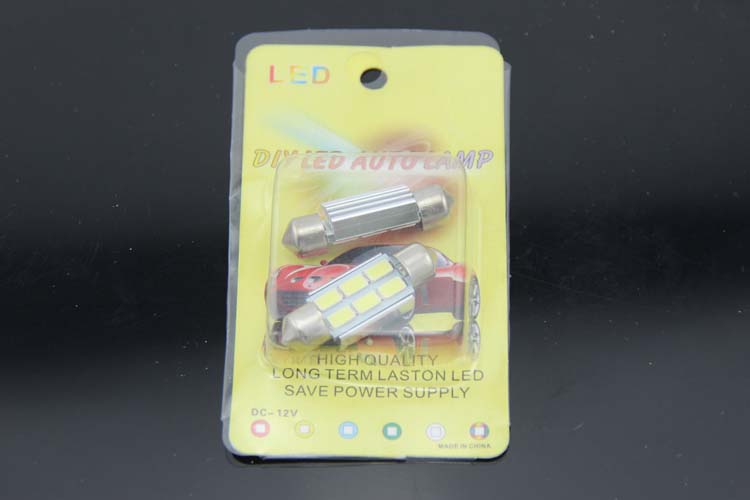 LED
DIY LED AUTO LAMP
HIGH QUALITY
LONG TERM LASTON LED
SAVE POWER SUPPLY
DC-12V
MADE IN CHINA